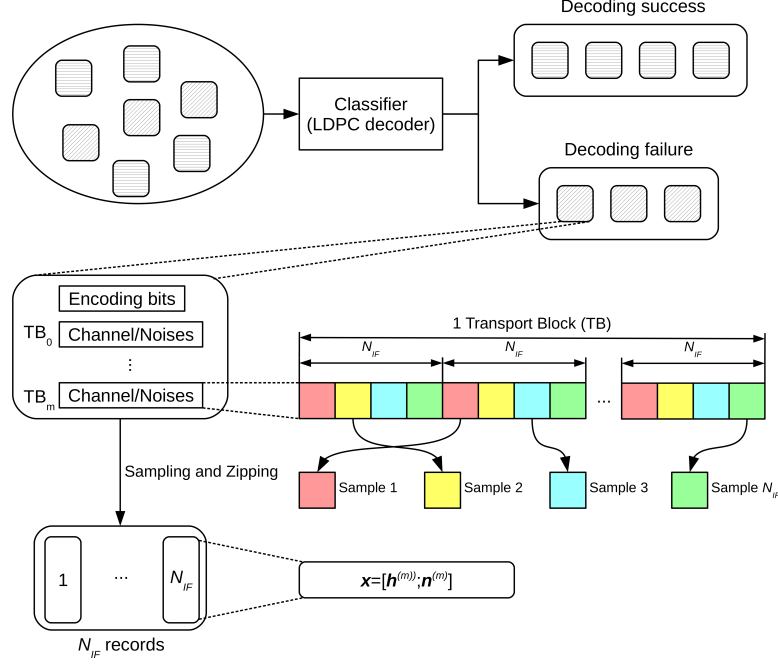 Decoding success
Classifier
(LDPC decoder)
Decoding failure
Encoding bits
TB0 Channel/Noises
⋮
TBm Channel/Noises
1 Transport Block (TB)
NIF NIF NIF
...
Sampling and Zipping
Sample 1 Sample 2 Sample 3 Sample NIF
1 ... NIF
x=[h(m));n(m)]
NIF records